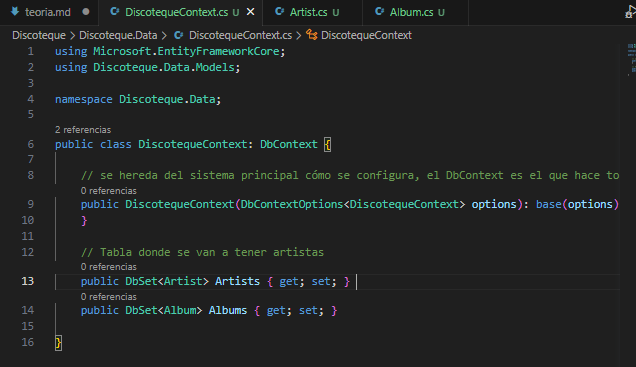 teoria.md
DiscotequeContext.cs U
Artist.cs U
Album.cs U
Discoteque > Discoteque.Data > DiscotequeContext.cs > DiscotequeContext
1 using Microsoft.EntityFrameworkCore;
2 using Discoteque.Data.Models;
3
4 namespace Discoteque.Data;
5
2 referencias
6 public class DiscotequeContext: DbContext {
7
8 // se hereda del sistema principal cómo se configura, el DbContext es el que hace to
0 referencias
9 public DiscotequeContext(DbContextOptions<DiscotequeContext> options): base(options)
10 }
11
12 // Tabla donde se van a tener artistas
0 referencias
13 public DbSet<Artist> Artists { get; set; }
0 referencias
14 public DbSet<Album> Albums { get; set; }
15
16 }